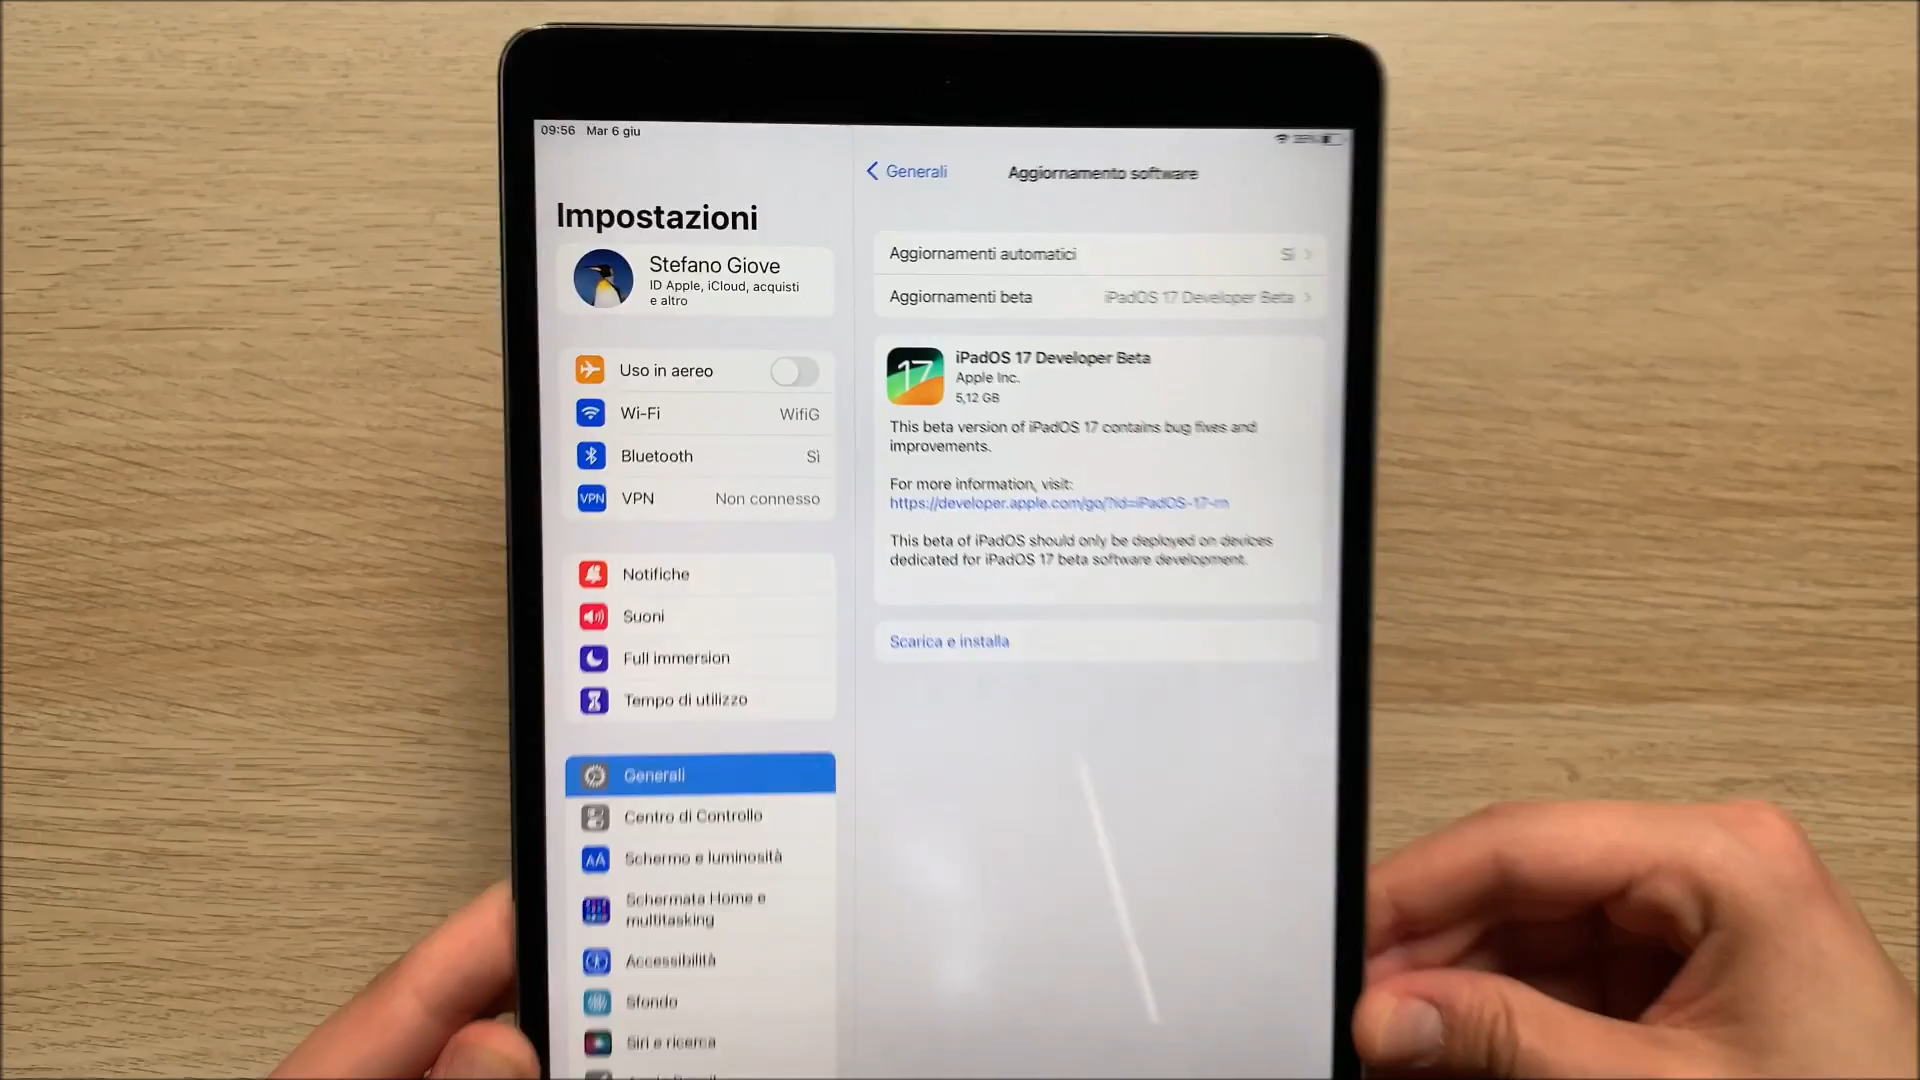 09:56 Mar 6 giu
Impostazioni
Stefano Giove
ID Apple, iCloud, acquisti
e altro
Uso in aereo
Wi-Fi WifiG
Bluetooth Sì
VPN VPN Non connesso
Notifiche
Suoni
Full immersion
Tempo di utilizzo
Generali
Centro di Controllo
AA Schermo e luminosità
Schermata Home e
multitasking
Accessibilità
Sfondo
Siri e ricerca
Generali Aggiornamento software
Aggiornamenti automatici Sì
Aggiornamenti beta iPadOS 17 Developer Beta
17
iPadOS 17 Developer Beta
Apple Inc.
5,12 GB
This beta version of iPadOS 17 contains bug fixes and
improvements.
For more information, visit:
https://developer.apple.com/go/?id=iPadOS-17-rn
This beta of iPadOS should only be deployed on devices
dedicated for iPadOS 17 beta software development.
Scarica e installa